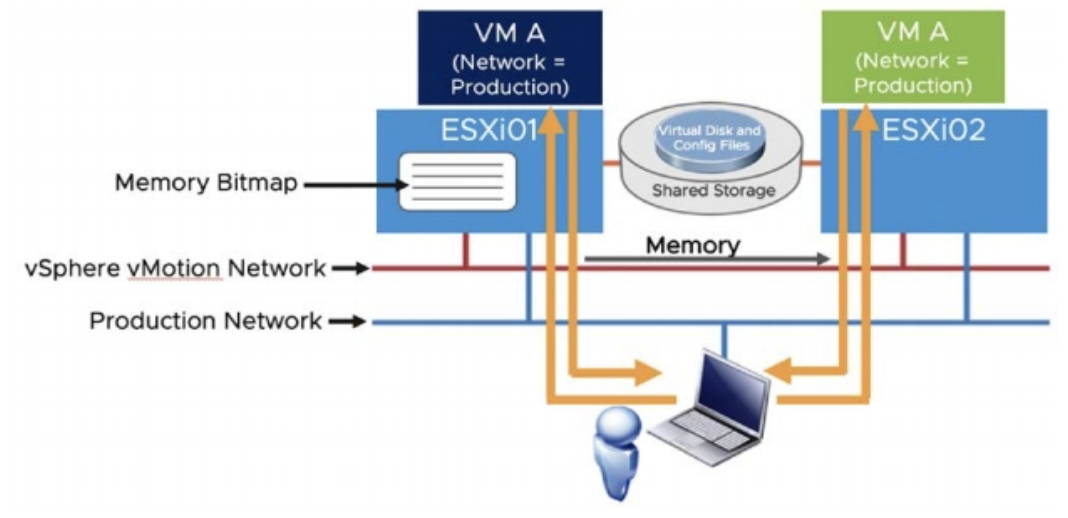 VM A
(Network =
Production)
VM A
(Network =
Production)
ESXi01
Virtual Disk and
Config Files
Shared Storage
ESXi02
Memory Bitmap
Memory
vSphere vMotion Network
Production Network